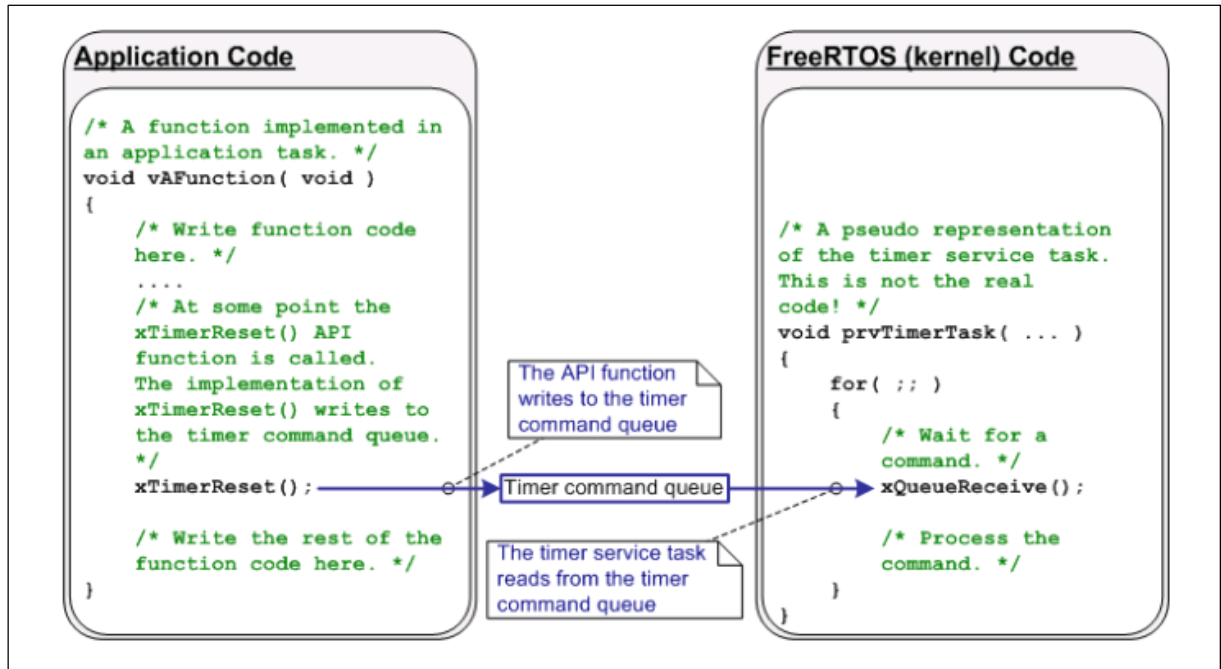 Application Code
/* A function implemented in
an application task. */
void vAFunction( void )
{
/* Write function code
here. */
....
/* At some point the
xTimerReset() API
function is called.
The implementation of
xTimerReset() writes to
the timer command queue.
*/
xTimerReset();
/* Write the rest of the
function code here. */
}
The API function
writes to the timer
command queue
Timer command queue
The timer service task
reads from the timer
command queue
FreeRTOS (kernel) Code
/* A pseudo representation
of the timer service task.
This is not the real
code! */
void prvTimerTask( ... )
{
for( ;; )
{
/* Wait for a
command. */
xQueueReceive();
/* Process the
command. */
}
}